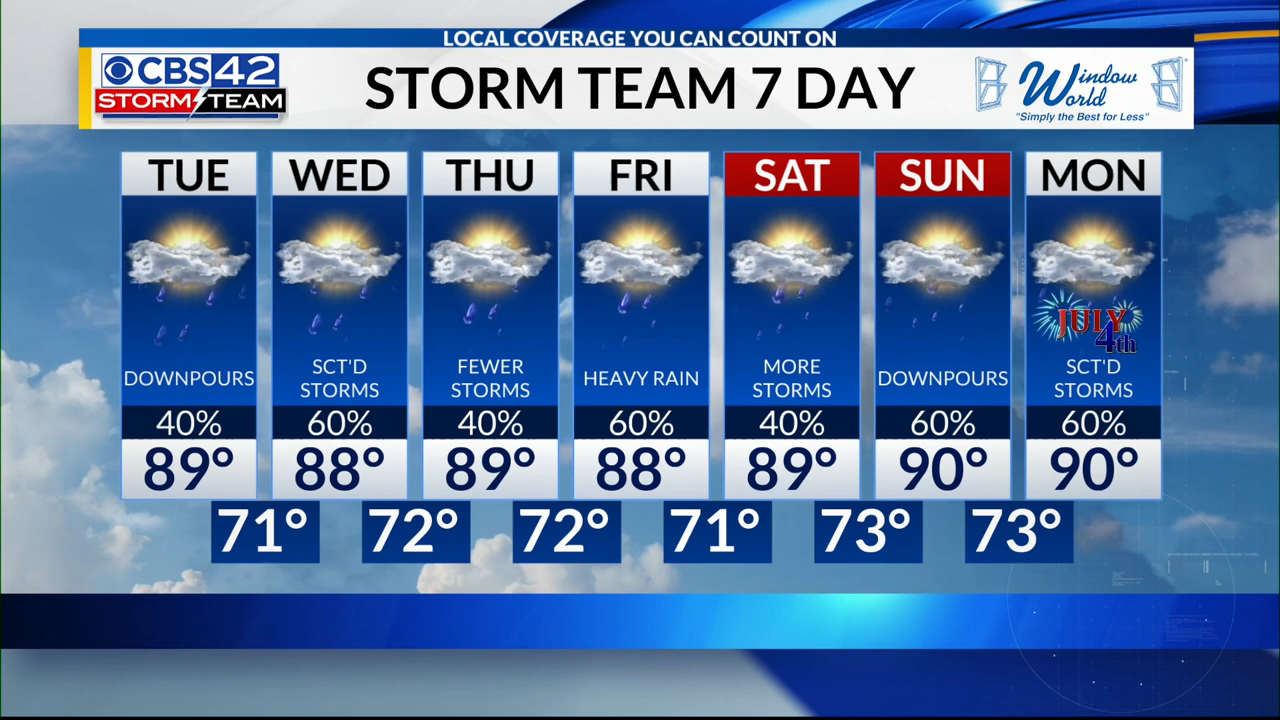 LOCAL COVERAGE YOU CAN COUNT ON
CBS42
STORM TEAM
STORM TEAM 7 DAY
Window
World
"Simply the Best for Less"
TUE WED THU FRI SAT SUN MON
JULY
4th
DOWNPOURS
SCT'D
STORMS
FEWER
STORMS
HEAVY RAIN
MORE
STORMS
DOWNPOURS
SCT'D
STORMS
40% 60% 40% 60% 40% 60% 60%
89° 88° 89° 88° 89° 90° 90°
71° 72° 72° 71° 73° 73°